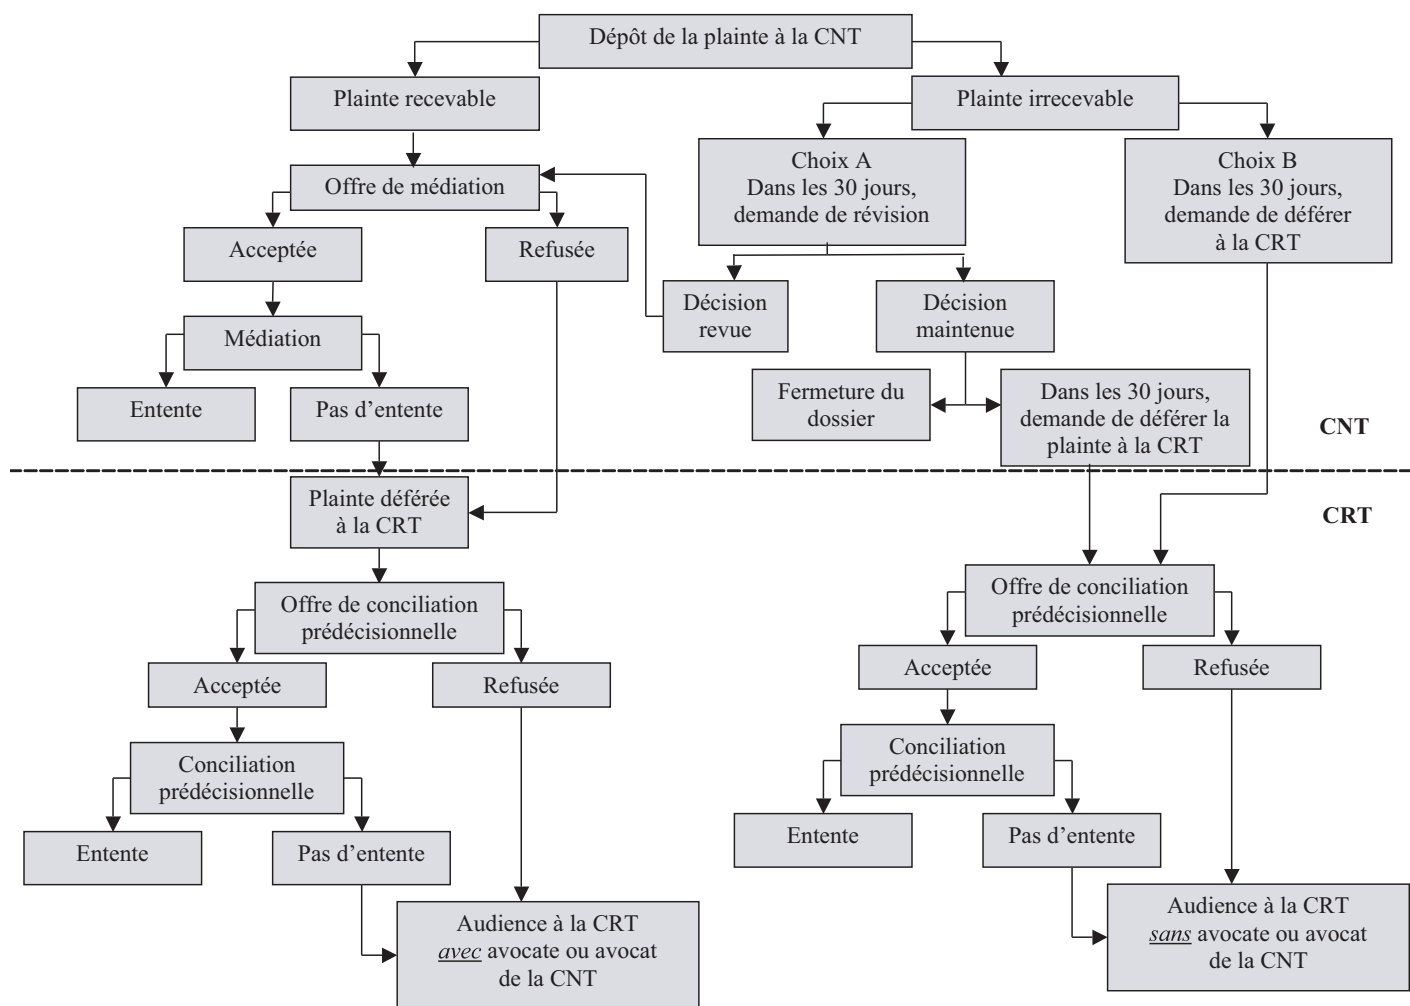 Dépôt de la plainte à la CNT
Plainte recevable
Plainte irrecevable
Offre de médiation
Choix A
Dans les 30 jours,
demande de révision
Choix B
Dans les 30 jours,
demande de déférer
à la CRT
Acceptée
Refusée
Décision
revue
Décision
maintenue
Médiation
Entente
Pas d’entente
Fermeture du
dossier
Dans les 30 jours,
demande de déférer la
plainte à la CRT
CNT
Plainte déférée
à la CRT
CRT
Offre de conciliation
prédécisionnelle
Acceptée
Refusée
Conciliation
prédécisionnelle
Entente
Pas d’entente
Audience à la CRT
avec avocate ou avocat
de la CNT
Offre de conciliation
prédécisionnelle
Acceptée
Refusée
Conciliation
prédécisionnelle
Entente
Pas d’entente
Audience à la CRT
sans avocate ou avocat
de la CNT